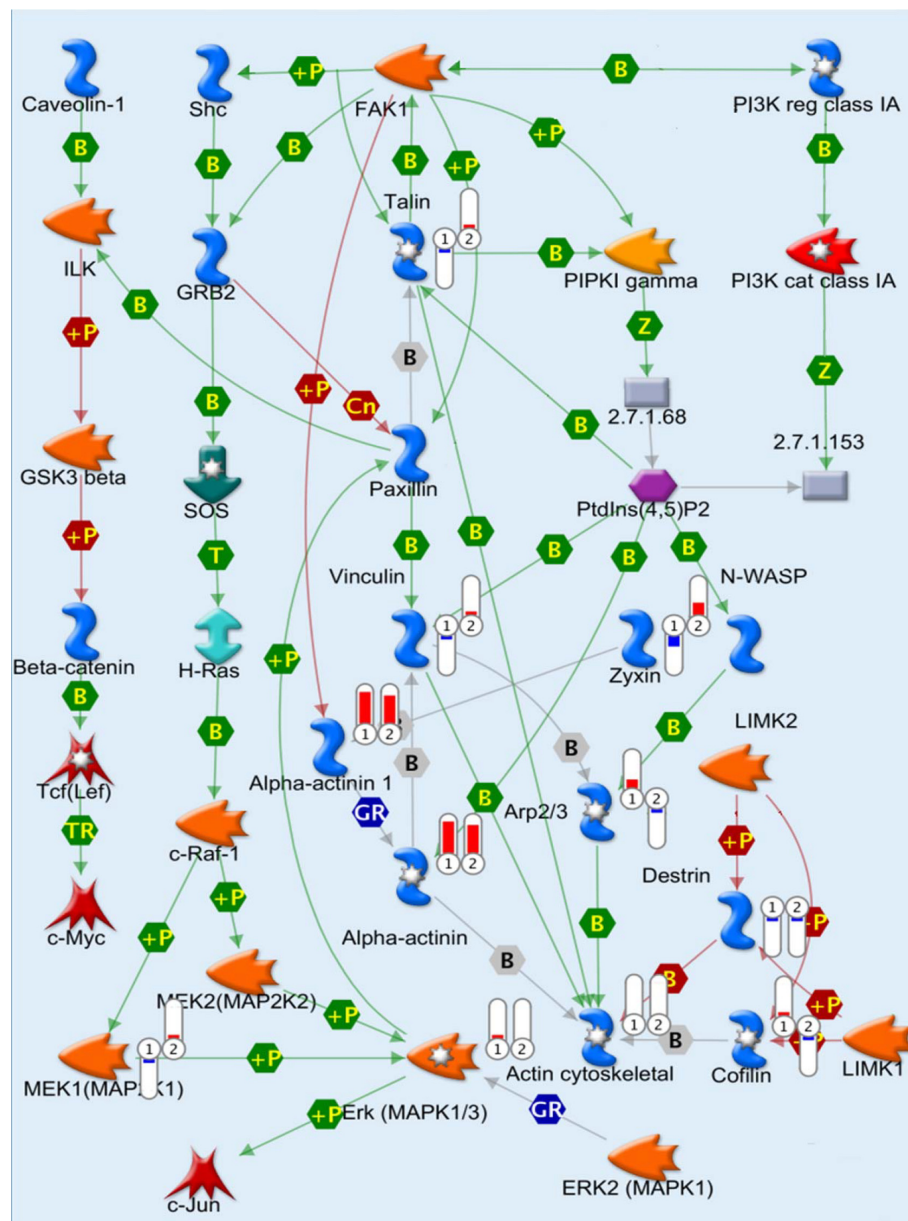 +P
B
Caveolin-1
Shc
FAK1
PI3K reg class IA
B
B
B
B
+P
+P
B
Talin
1
2
ILK
GRB2
B
PIPKI gamma
PI3K cat class IA
B
+P
Z
B
+P
Z
B
Cn
2.7.1.68
B
2.7.1.153
GSK3 beta
Paxillin
SOS
PtdIns(4,5)P2
+P
B
B
B
B
B
T
Vinculin
N-WASP
1
2
1
2
Beta-catenin
H-Ras
+P
Zyxin
B
B
B
B
LIMK2
1
2
Alpha-actinin 1
B
Tcf(Lef)
GR
B
Arp2/3
1
2
TR
c-Raf-1
1
2
+P
Destrin
c-Myc
+P
+P
Alpha-actinin
B
B
1
2
+P
MEK2(MAP2K2)
B
B
+P
+P
1
2
1
2
+P
1
2
B
1
2
+P
MEK1(MAP2K1)
Actin cytoskeletal
Cofilin
LIMK1
+P
Erk (MAPK1/3)
GR
c-Jun
ERK2 (MAPK1)